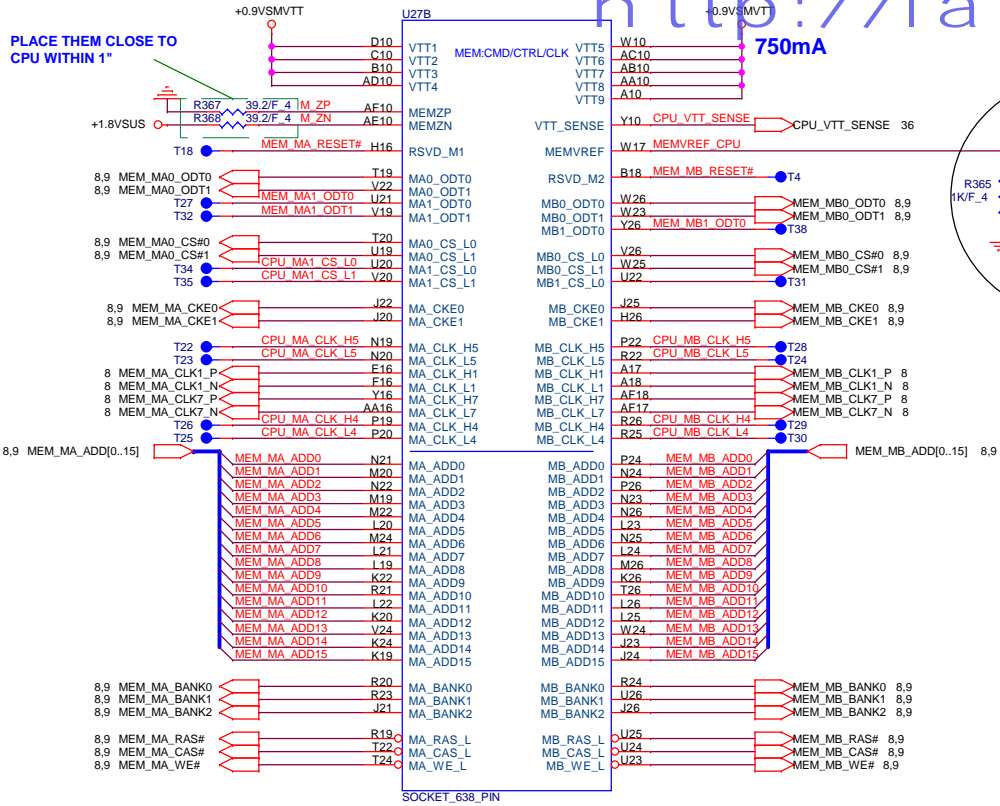 http://fa
+0.9VSMVTT U27B +0.9VSMVTT
PLACE THEM CLOSE TO
CPU WITHIN 1"
MEM:CMD/CTRL/CLK
750mA
D10 VTT1 VTT5 W10
C10 VTT2 VTT6 AC10
B10 VTT3 VTT7 AB10
AD10 VTT4 VTT8 AA10
VTT9 A10
R367 39.2/F_4 M_ZP AF10 MEMZP
+1.8VSUS R368 39.2/F_4 M_ZN AE10 MEMZN VTT_SENSE Y10 CPU_VTT_SENSE CPU_VTT_SENSE 36
T18 MEM_MA_RESET# H16 RSVD_M1 MEMVREF W17 MEMVREF_CPU
8,9 MEM_MA0_ODT0 T19 MA0_ODT0 RSVD_M2 B18 MEM_MB_RESET# T4
8,9 MEM_MA0_ODT1 V22 MA0_ODT1
T27 MEM_MA1_ODT0 U21 MA1_ODT0 MB0_ODT0 W26 MEM_MB0_ODT0 8,9
T32 MEM_MA1_ODT1 V19 MA1_ODT1 MB0_ODT1 W23 MEM_MB0_ODT1 8,9
MB1_ODT0 Y26 MEM_MB1_ODT0 T38
R365
1K/F_4
8,9 MEM_MA0_CS#0 T20 MA0_CS_L0
8,9 MEM_MA0_CS#1 U19 MA0_CS_L1 MB0_CS_L0 V26 MEM_MB0_CS#0 8,9
T34 CPU_MA1_CS_L0 U20 MA1_CS_L0 MB0_CS_L1 W25 MEM_MB0_CS#1 8,9
T35 CPU_MA1_CS_L1 V20 MA1_CS_L1 MB1_CS_L0 U22 T31
8,9 MEM_MA_CKE0 J22 MA_CKE0 MB_CKE0 J25 MEM_MB_CKE0 8,9
8,9 MEM_MA_CKE1 J20 MA_CKE1 MB_CKE1 H26 MEM_MB_CKE1 8,9
T22 CPU_MA_CLK_H5 N19 MA_CLK_H5 MB_CLK_H5 P22 CPU_MB_CLK_H5 T28
T23 CPU_MA_CLK_L5 N20 MA_CLK_L5 MB_CLK_L5 R22 CPU_MB_CLK_L5 T24
8 MEM_MA_CLK1_P E16 MA_CLK_H1 MB_CLK_H1 A17 MEM_MB_CLK1_P 8
8 MEM_MA_CLK1_N F16 MA_CLK_L1 MB_CLK_L1 A18 MEM_MB_CLK1_N 8
8 MEM_MA_CLK7_P Y16 MA_CLK_H7 MB_CLK_H7 AF18 MEM_MB_CLK7_P 8
8 MEM_MA_CLK7_N AA16 MA_CLK_L7 MB_CLK_L7 AF17 MEM_MB_CLK7_N 8
T26 CPU_MA_CLK_H4 P19 MA_CLK_H4 MB_CLK_H4 R26 CPU_MB_CLK_H4 T29
T25 CPU_MA_CLK_L4 P20 MA_CLK_L4 MB_CLK_L4 R25 CPU_MB_CLK_L4 T30
8,9 MEM_MA_ADD[0..15] MEM_MB_ADD[0..15] 8,9
MEM_MA_ADD0 N21 MA_ADD0 MB_ADD0 P24 MEM_MB_ADD0
MEM_MA_ADD1 M20 MA_ADD1 MB_ADD1 N24 MEM_MB_ADD1
MEM_MA_ADD2 N22 MA_ADD2 MB_ADD2 P26 MEM_MB_ADD2
MEM_MA_ADD3 M19 MA_ADD3 MB_ADD3 N23 MEM_MB_ADD3
MEM_MA_ADD4 M22 MA_ADD4 MB_ADD4 N26 MEM_MB_ADD4
MEM_MA_ADD5 L20 MA_ADD5 MB_ADD5 L23 MEM_MB_ADD5
MEM_MA_ADD6 M24 MA_ADD6 MB_ADD6 N25 MEM_MB_ADD6
MEM_MA_ADD7 L21 MA_ADD7 MB_ADD7 L24 MEM_MB_ADD7
MEM_MA_ADD8 L19 MA_ADD8 MB_ADD8 M26 MEM_MB_ADD8
MEM_MA_ADD9 K22 MA_ADD9 MB_ADD9 K26 MEM_MB_ADD9
MEM_MA_ADD10 R21 MA_ADD10 MB_ADD10 T26 MEM_MB_ADD10
MEM_MA_ADD11 L22 MA_ADD11 MB_ADD11 L26 MEM_MB_ADD11
MEM_MA_ADD12 K20 MA_ADD12 MB_ADD12 L25 MEM_MB_ADD12
MEM_MA_ADD13 V24 MA_ADD13 MB_ADD13 W24 MEM_MB_ADD13
MEM_MA_ADD14 K24 MA_ADD14 MB_ADD14 J23 MEM_MB_ADD14
MEM_MA_ADD15 K19 MA_ADD15 MB_ADD15 J24 MEM_MB_ADD15
8,9 MEM_MA_BANK0 R20 MA_BANK0 MB_BANK0 R24 MEM_MB_BANK0 8,9
8,9 MEM_MA_BANK1 R23 MA_BANK1 MB_BANK1 U26 MEM_MB_BANK1 8,9
8,9 MEM_MA_BANK2 J21 MA_BANK2 MB_BANK2 J26 MEM_MB_BANK2 8,9
8,9 MEM_MA_RAS# R19 MA_RAS_L MB_RAS_L U25 MEM_MB_RAS# 8,9
8,9 MEM_MA_CAS# T22 MA_CAS_L MB_CAS_L U24 MEM_MB_CAS# 8,9
8,9 MEM_MA_WE# T24 MA_WE_L MB_WE_L U23 MEM_MB_WE# 8,9
SOCKET_638_PIN